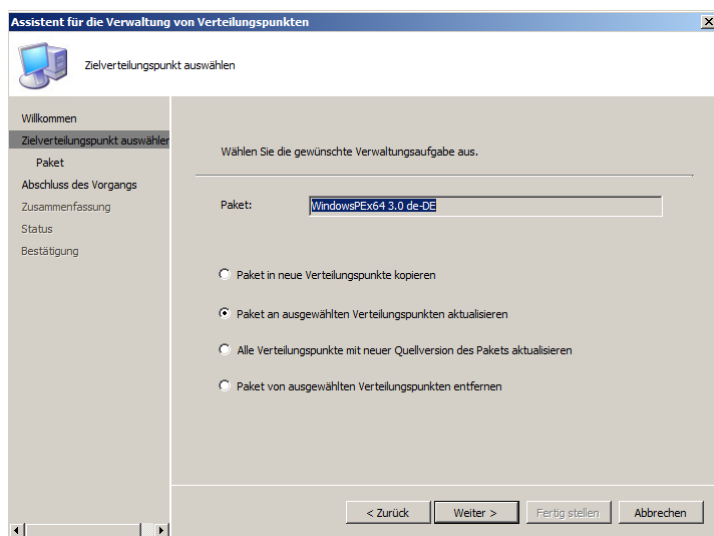 Assistent für die Verwaltung von Verteilungspunkten
Zielverteilungspunkt auswählen
Willkommen
Zielverteilungspunkt auswähler
Paket
Abschluss des Vorgangs
Zusammenfassung
Status
Bestätigung
Wählen Sie die gewünschte Verwaltungsaufgabe aus.
Paket: WindowsPEx64 3.0 de-DE
Paket in neue Verteilungspunkte kopieren
Paket an ausgewählten Verteilungspunkten aktualisieren
Alle Verteilungspunkte mit neuer Quellversion des Pakets aktualisieren
Paket von ausgewählten Verteilungspunkten entfernen
< Zurück Weiter > Fertig stellen Abbrechen